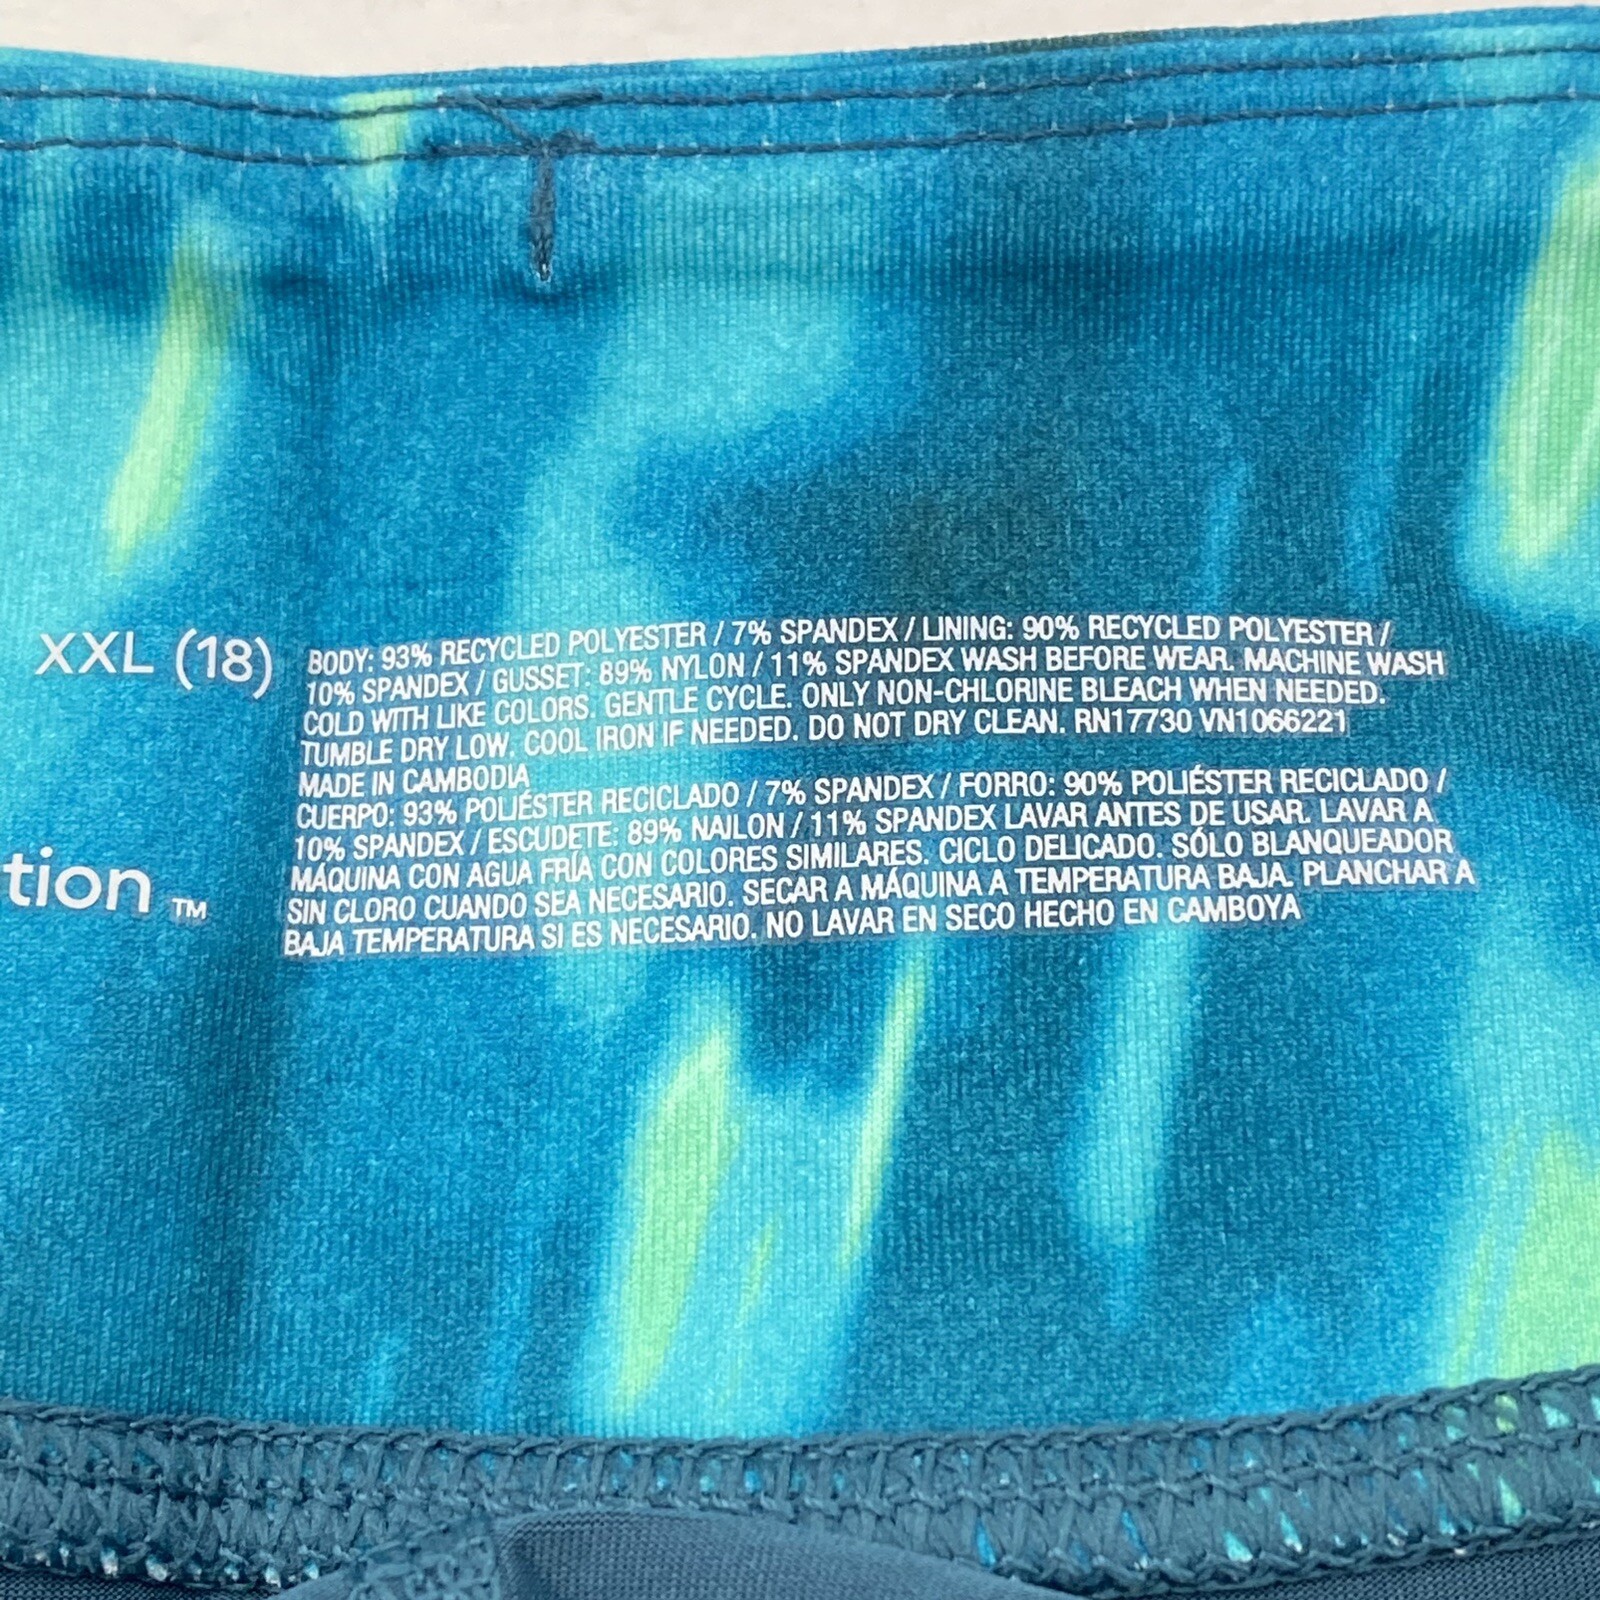 XXL (18)
tion ™
BODY: 93% RECYCLED POLYESTER / 7% SPANDEX / LINING: 90% RECYCLED POLYESTER /
10% SPANDEX / GUSSET: 89% NYLON / 11% SPANDEX WASH BEFORE WEAR. MACHINE WASH
COLD WITH LIKE COLORS. GENTLE CYCLE. ONLY NON-CHLORINE BLEACH WHEN NEEDED.
TUMBLE DRY LOW. COOL IRON IF NEEDED. DO NOT DRY CLEAN. RN17730 VN1066221
MADE IN CAMBODIA
CUERPO: 93% POLIÉSTER RECICLADO / 7% SPANDEX / FORRO: 90% POLIÉSTER RECICLADO /
10% SPANDEX / ESCUDETE: 89% NAILON / 11% SPANDEX LAVAR ANTES DE USAR. LAVAR A
MÁQUINA CON AGUA FRÍA CON COLORES SIMILARES. CICLO DELICADO. SÓLO BLANQUEADOR
SIN CLORO CUANDO SEA NECESARIO. SECAR A MÁQUINA A TEMPERATURA BAJA. PLANCHAR A
BAJA TEMPERATURA SI ES NECESARIO. NO LAVAR EN SECO HECHO EN CAMBOYA